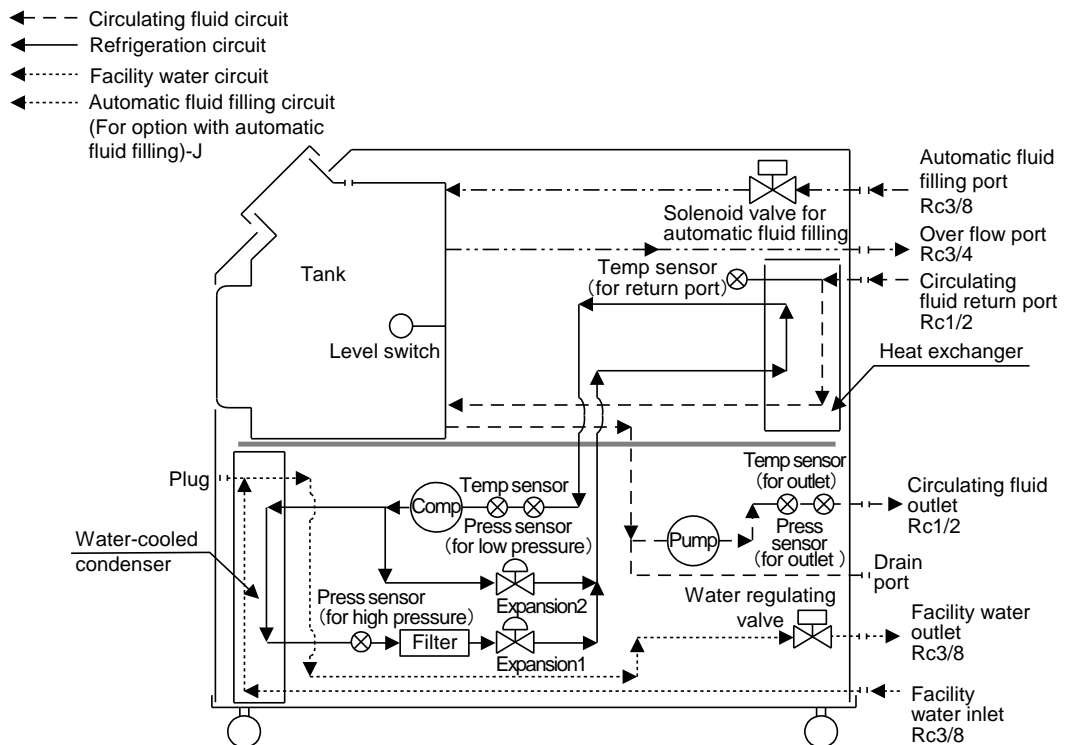 Circulating fluid circuit
Refrigeration circuit
Facility water circuit
Automatic fluid filling circuit
(For option with automatic
fluid filling)-J
Automatic fluid
filling port
Rc3/8
Solenoid valve for
automatic fluid filling
Over flow port
Rc3/4
Temp sensor
(for return port)
Circulating
fluid return port
Rc1/2
Tank
Level switch
Heat exchanger
Plug
Comp
Temp sensor
Press sensor
(for low pressure)
Temp sensor
(for outlet)
Circulating fluid
outlet
Rc1/2
Pump
Press
sensor
(for outlet)
Drain
port
Water-cooled
condenser
Expansion2
Press sensor
(for high pressure)
Filter
Expansion1
Water regulating
valve
Facility water
outlet
Rc3/8
Facility
water inlet
Rc3/8